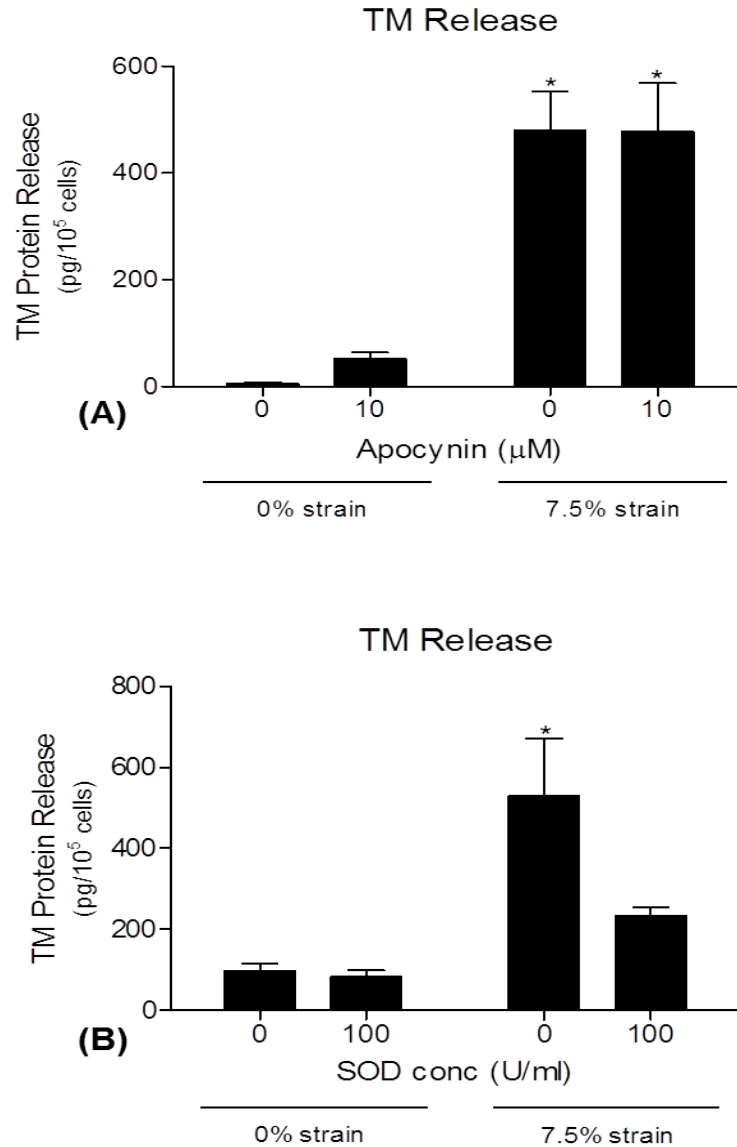 TM Release
TM Protein Release
(pg/10⁵ cells)
600
400
200
0
* *
(A)
0 10 0 10
Apocynin (μM)
0% strain 7.5% strain
TM Release
TM Protein Release
(pg/10⁵ cells)
800
600
400
200
0
*
(B)
0 100 0 100
SOD conc (U/ml)
0% strain 7.5% strain